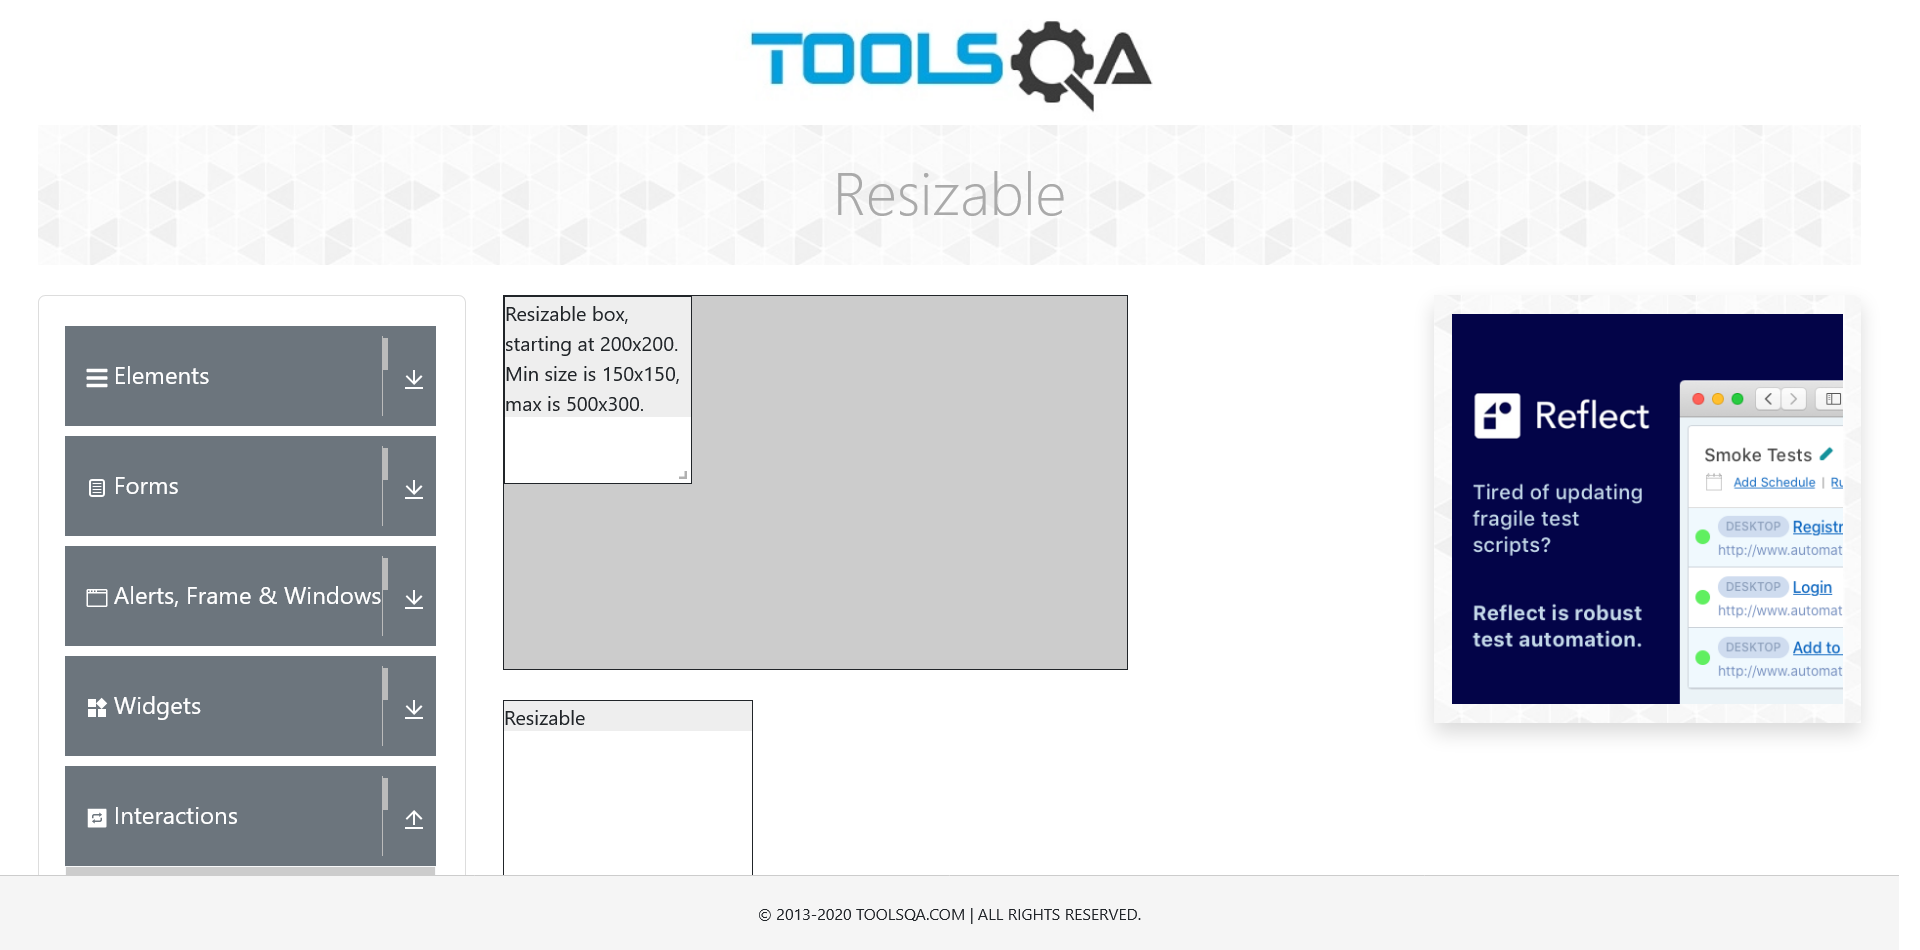 TOOLSQA
Resizable
Elements
Forms
Alerts, Frame & Windows
Widgets
Interactions
Resizable box,
starting at 200x200.
Min size is 150x150,
max is 500x300.
Resizable
Reflect
Tired of updating
fragile test
scripts?
Reflect is robust
test automation.
Smoke Tests
Add Schedule | Ru
DESKTOP Registr
http://www.automat
DESKTOP Login
http://www.automat
DESKTOP Add to
http://www.automat
© 2013-2020 TOOLSQA.COM | ALL RIGHTS RESERVED.